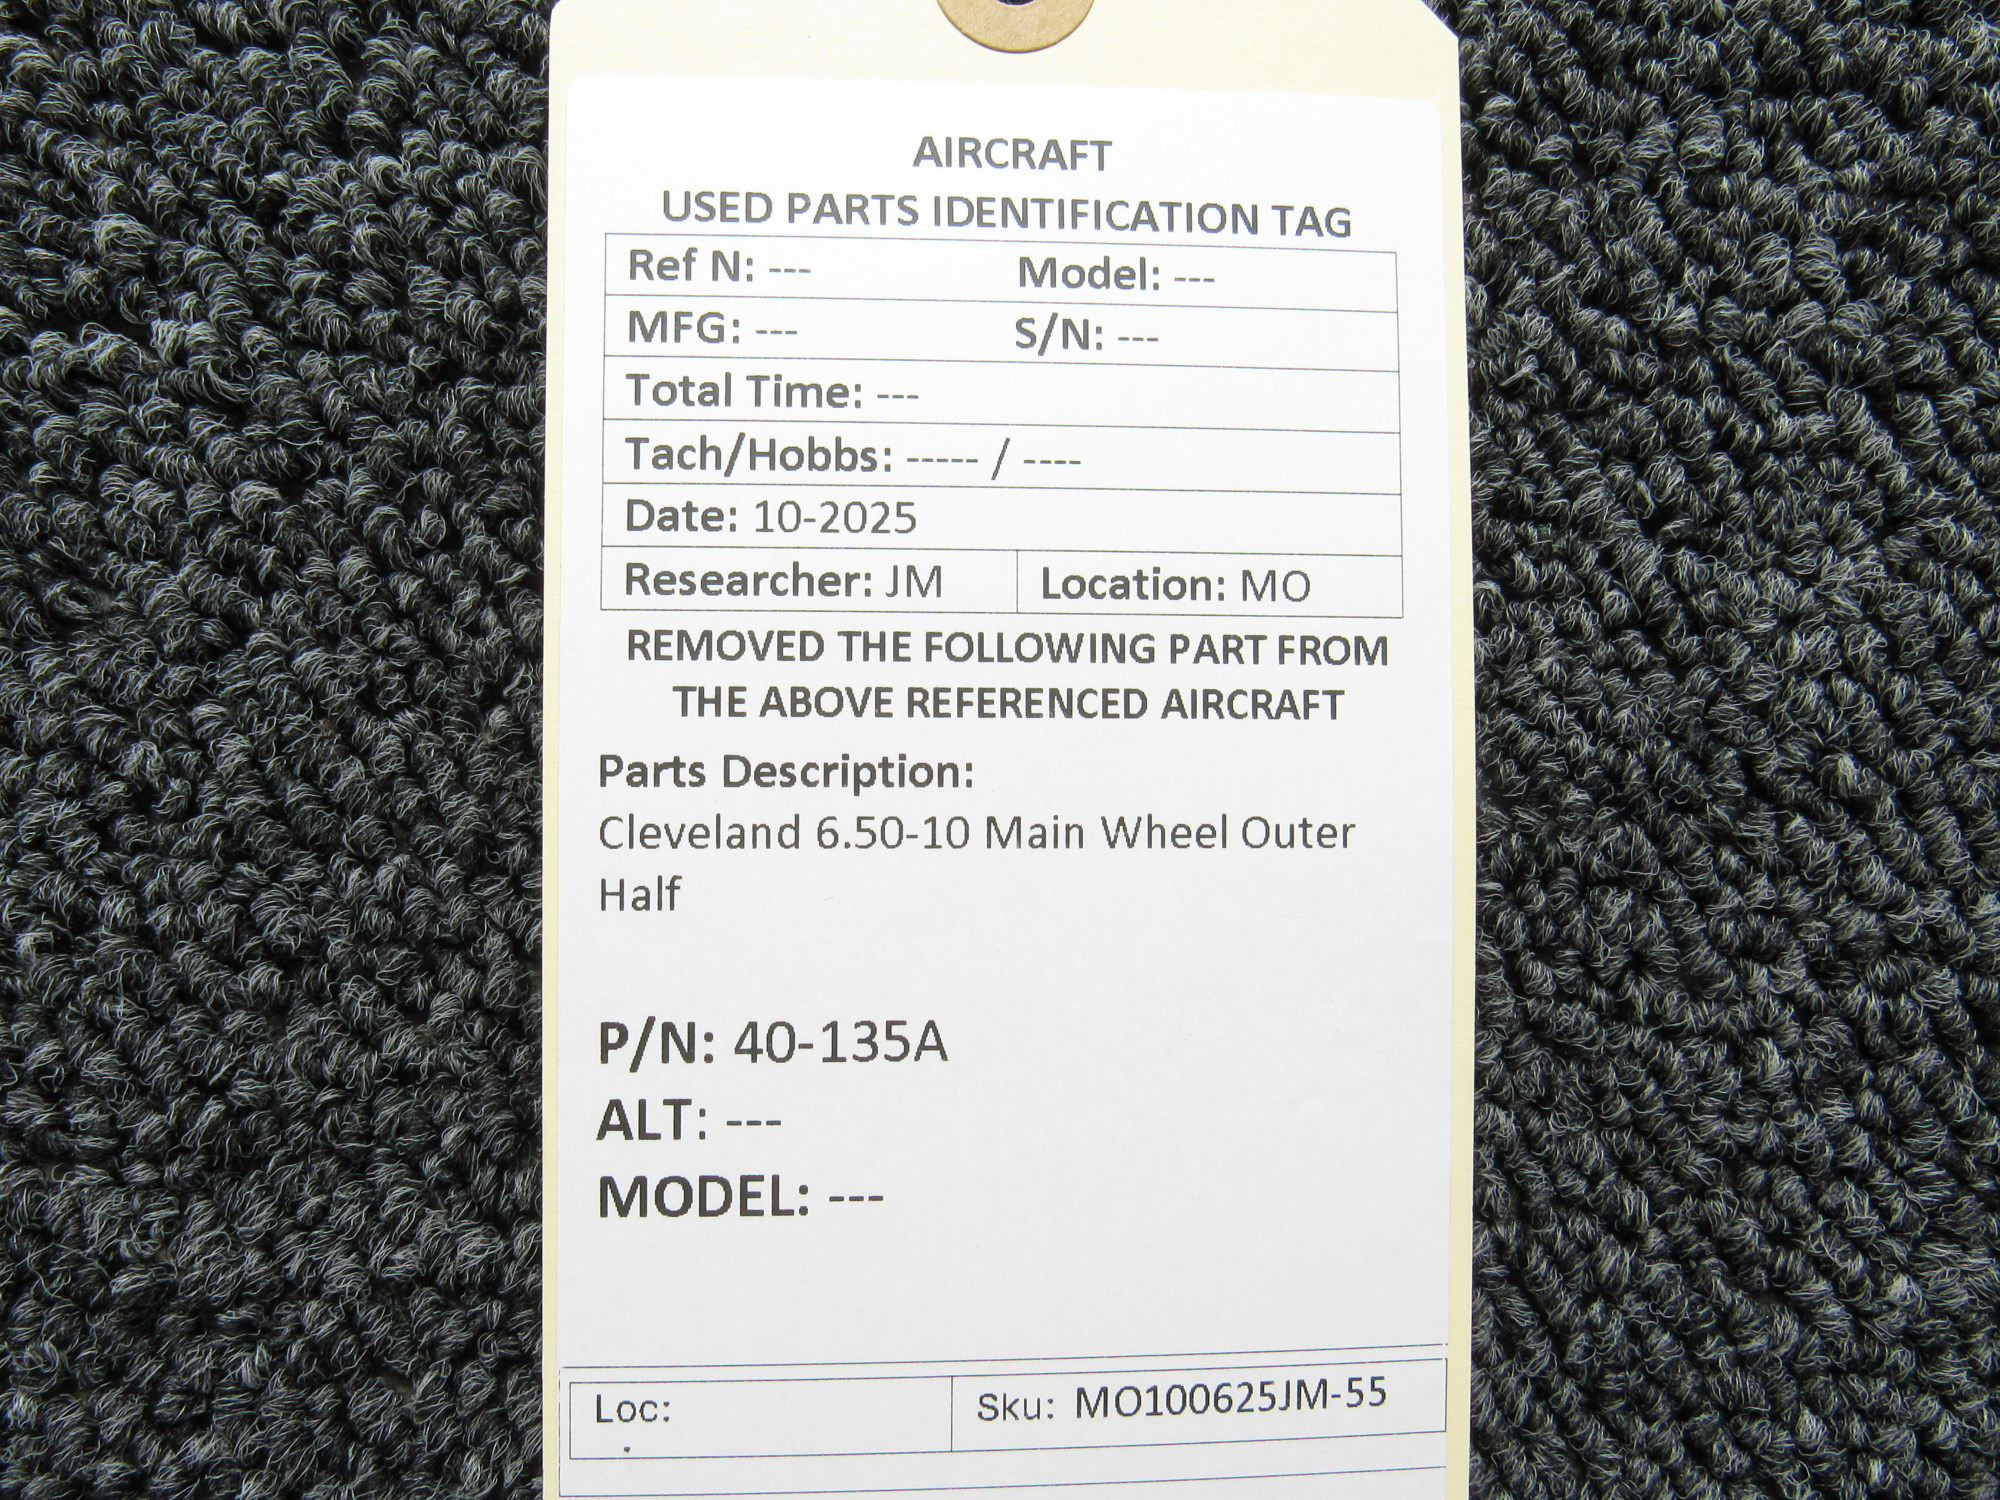 AIRCRAFT
USED PARTS IDENTIFICATION TAG
Ref N: --- Model: ---
MFG: --- S/N: ---
Total Time: ---
Tach/Hobbs: ----- / ----
Date: 10-2025
Researcher: JM Location: MO
REMOVED THE FOLLOWING PART FROM
THE ABOVE REFERENCED AIRCRAFT
Parts Description:
Cleveland 6.50-10 Main Wheel Outer
Half
P/N: 40-135A
ALT: ---
MODEL: ---
Loc: Sku: MO100625JM-55